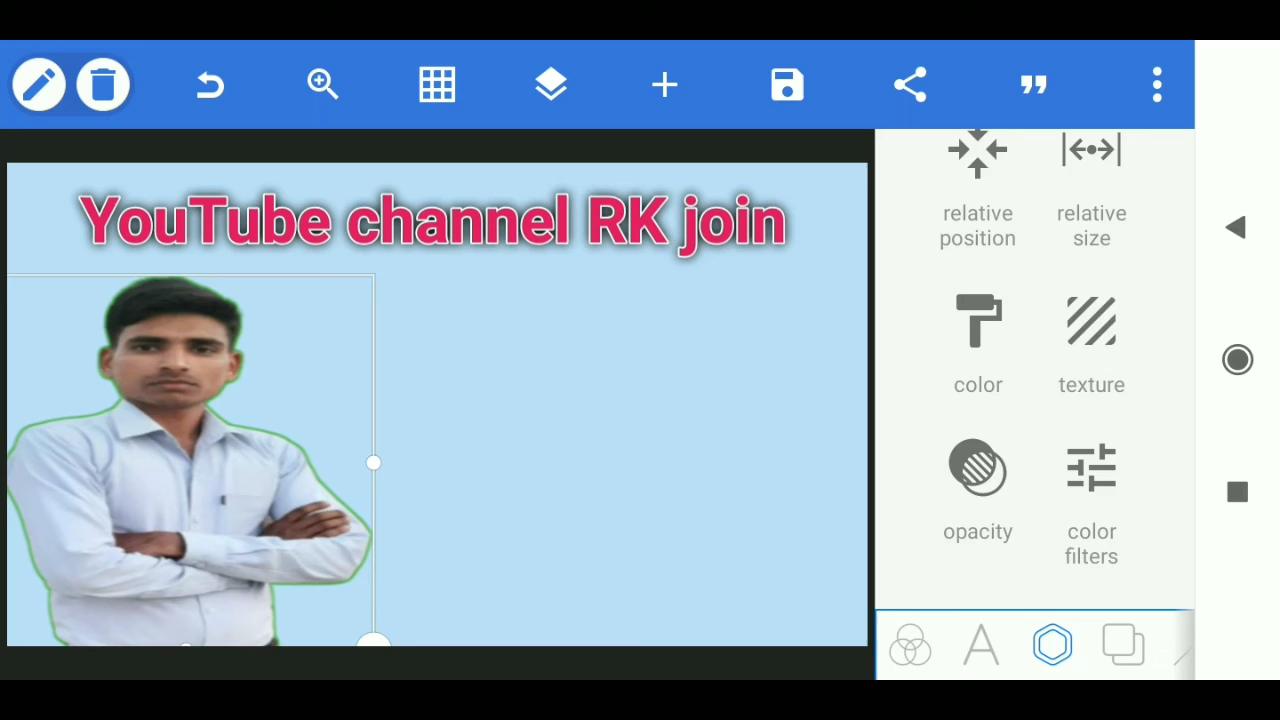 YouTube channel RK join
relative
position
relative
size
color
texture
opacity
color
filters